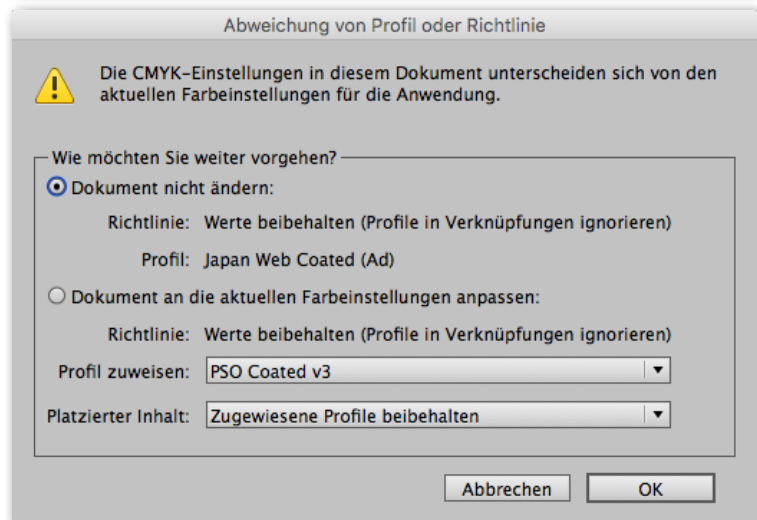 Abweichung von Profil oder Richtlinie
Die CMYK-Einstellungen in diesem Dokument unterscheiden sich von den
aktuellen Farbeinstellungen für die Anwendung.
Wie möchten Sie weiter vorgehen?
Dokument nicht ändern:
Richtlinie: Werte beibehalten (Profile in Verknüpfungen ignorieren)
Profil: Japan Web Coated (Ad)
Dokument an die aktuellen Farbeinstellungen anpassen:
Richtlinie: Werte beibehalten (Profile in Verknüpfungen ignorieren)
Profil zuweisen: PSO Coated v3
Platzierter Inhalt: Zugewiesene Profile beibehalten
Abbrechen OK